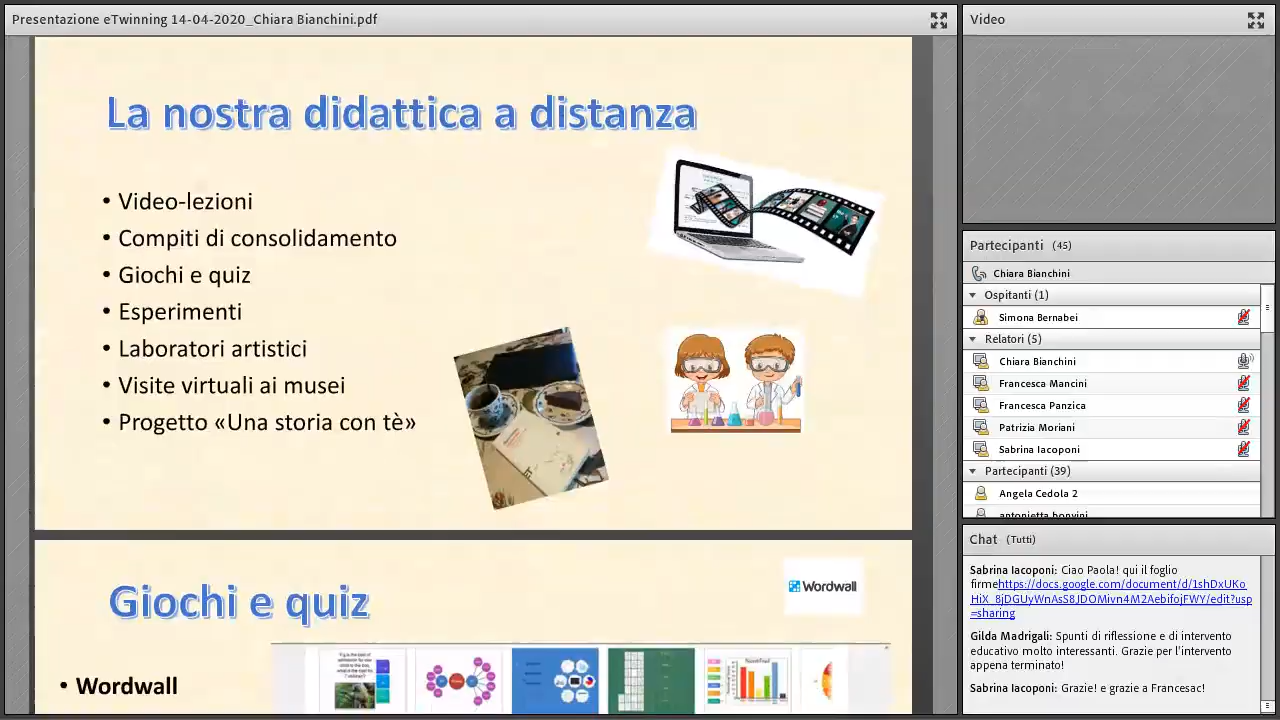 Presentazione eTwinning 14-04-2020_Chiara Bianchini.pdf
La nostra didattica a distanza
• Video-lezioni
• Compiti di consolidamento
• Giochi e quiz
• Esperimenti
• Laboratori artistici
• Visite virtuali ai musei
• Progetto «Una storia con tè»
Giochi e quiz
Wordwall
• Wordwall
Video
Partecipanti (45)
Chiara Bianchini
Ospitanti (1)
Simona Bernabei
Relatori (5)
Chiara Bianchini
Francesca Mancini
Francesca Panzica
Patrizia Moriani
Sabrina Iacoponi
Partecipanti (39)
Angela Cedola 2
antonietta bonvini
Chat (Tutti)
Sabrina Iacoponi: Ciao Paola! qui il foglio
firmehttps://docs.google.com/document/d/1shDxUKo
HiX_8jDGUyWnAsS8JDOMivn4M2AebifojFWY/edit?usp
=sharing
Gilda Madrigali: Spunti di riflessione e di intervento
educativo molto interessanti. Grazie per l'intervento
appena terminato
Sabrina Iacoponi: Grazie! e grazie a Francesac!